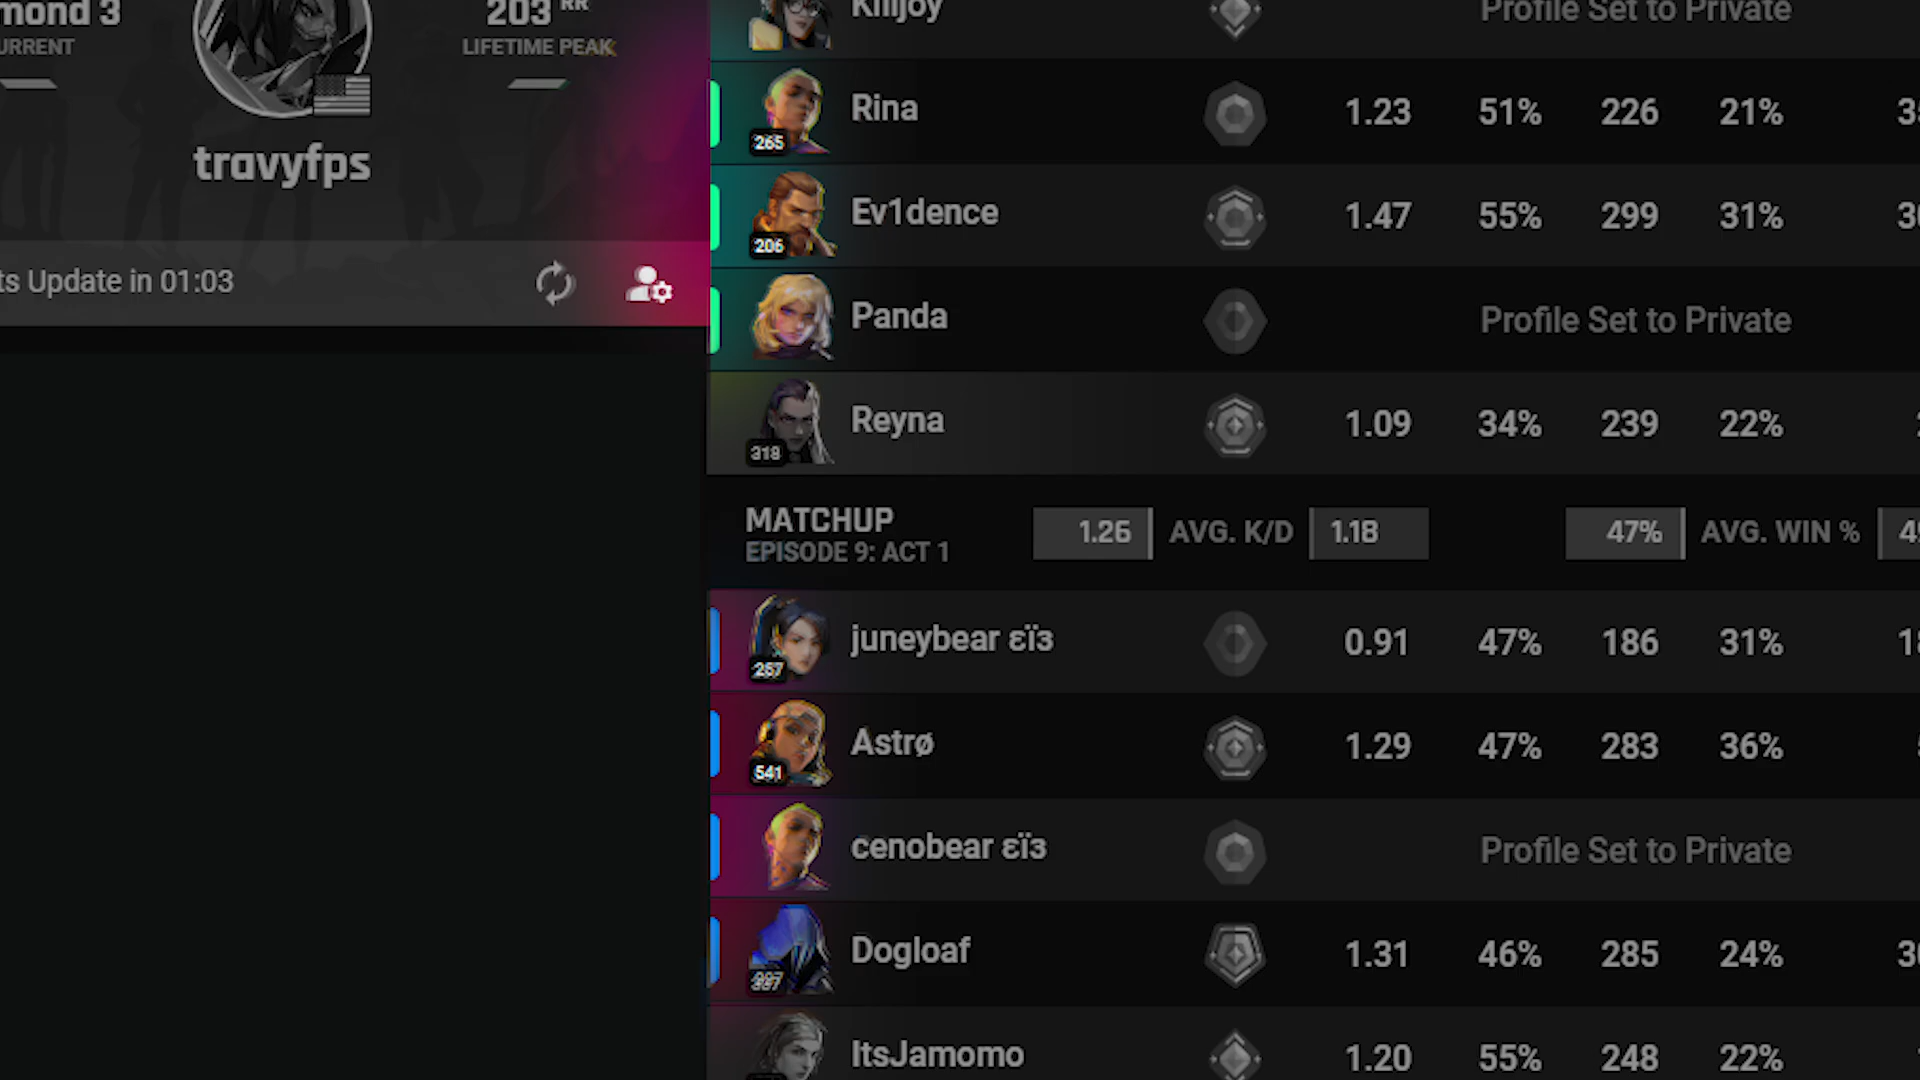 mond 3
URRENT
203 RR
LIFETIME PEAK
travyfps
ts Update in 01:03
Killjoy Profile Set to Private
265 Rina 1.23 51% 226 21%
206 Ev1dence 1.47 55% 299 31%
Panda Profile Set to Private
318 Reyna 1.09 34% 239 22%
MATCHUP 1.26 AVG. K/D 1.18 47% AVG. WIN %
EPISODE 9: ACT 1
267 juneybear εïз 0.91 47% 186 31%
541 Astrø 1.29 47% 283 36%
cenobear εïз Profile Set to Private
Dogloaf 1.31 46% 285 24%
ItsJamomo 1.20 55% 248 22%